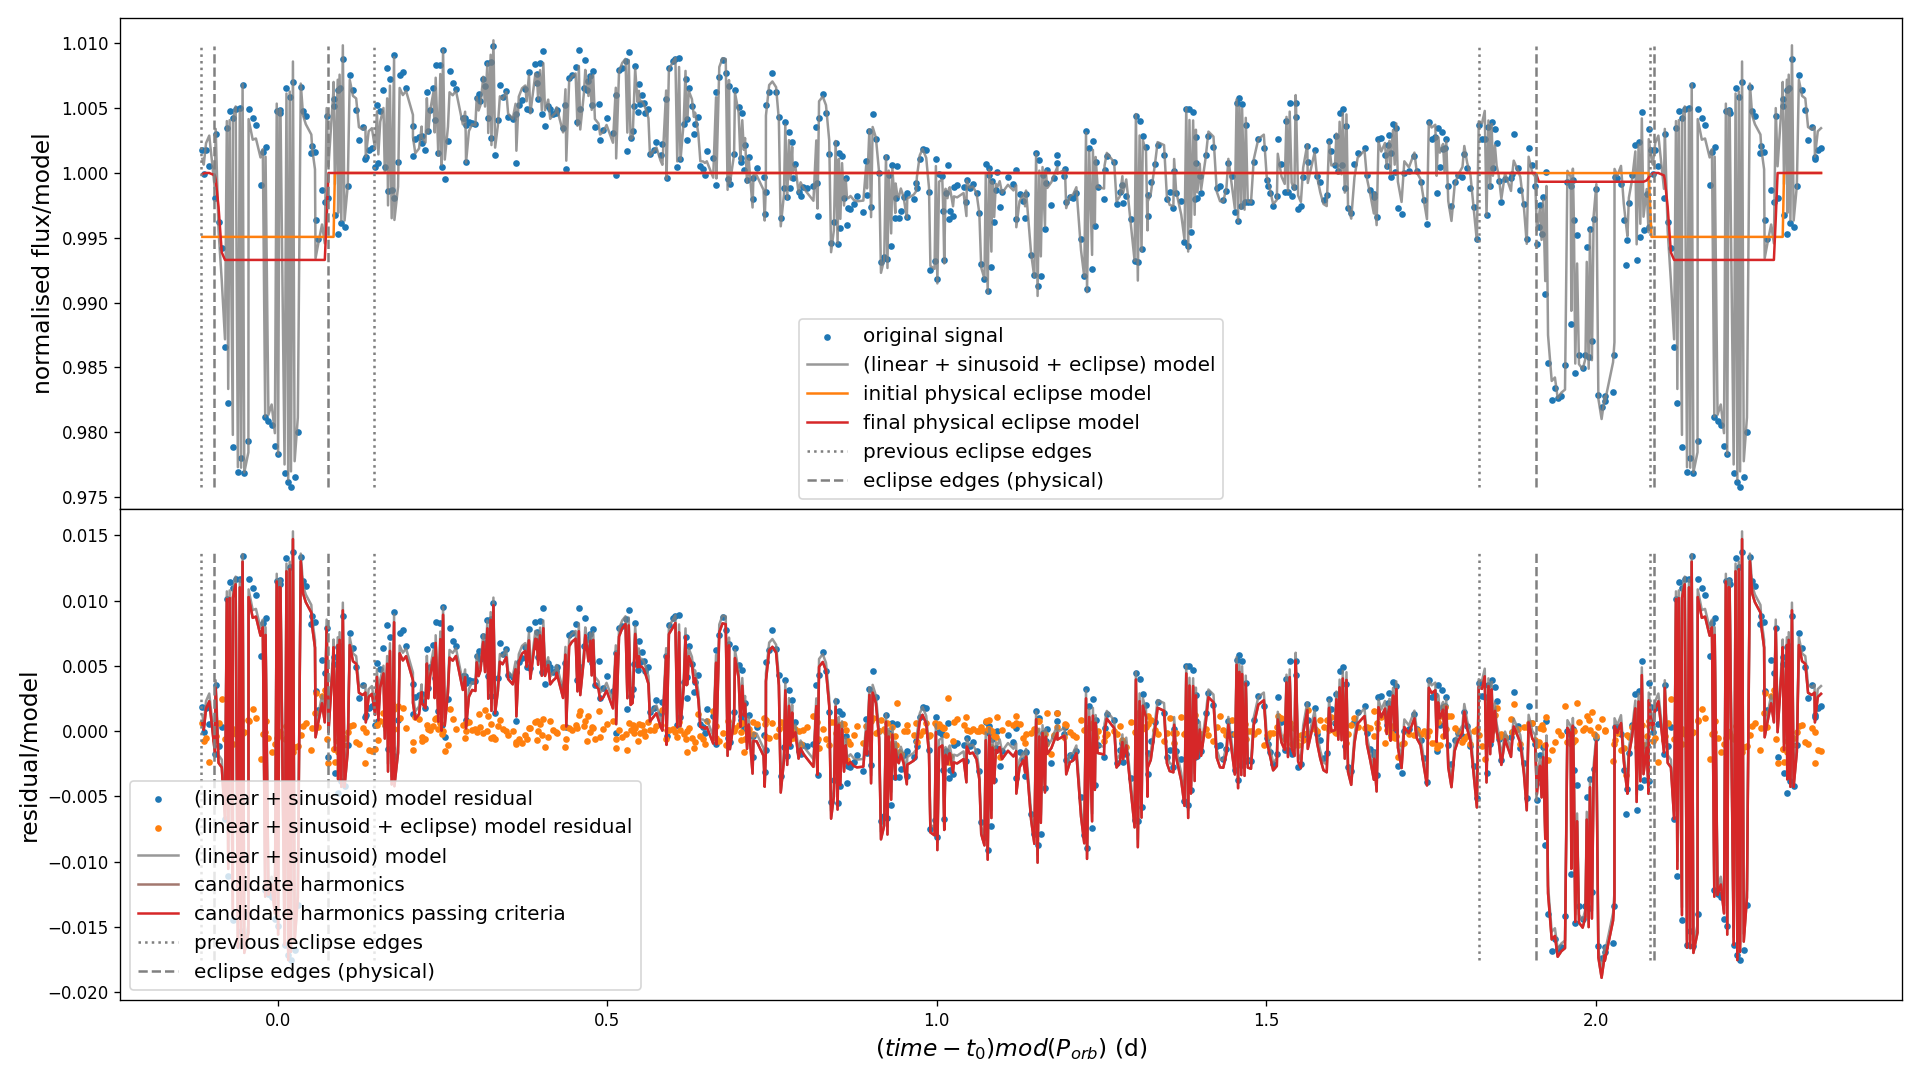 1.010
1.005
1.000
0.995
0.990
0.985
0.980
0.975
normalised flux/model
original signal
(linear + sinusoid + eclipse) model
initial physical eclipse model
final physical eclipse model
previous eclipse edges
eclipse edges (physical)
0.015
0.010
0.005
0.000
−0.005
−0.010
−0.015
−0.020
residual/model
(linear + sinusoid) model residual
(linear + sinusoid + eclipse) model residual
(linear + sinusoid) model
candidate harmonics
candidate harmonics passing criteria
previous eclipse edges
eclipse edges (physical)
0.0 0.5 1.0 1.5 2.0
(time − t₀)mod(P_orb) (d)